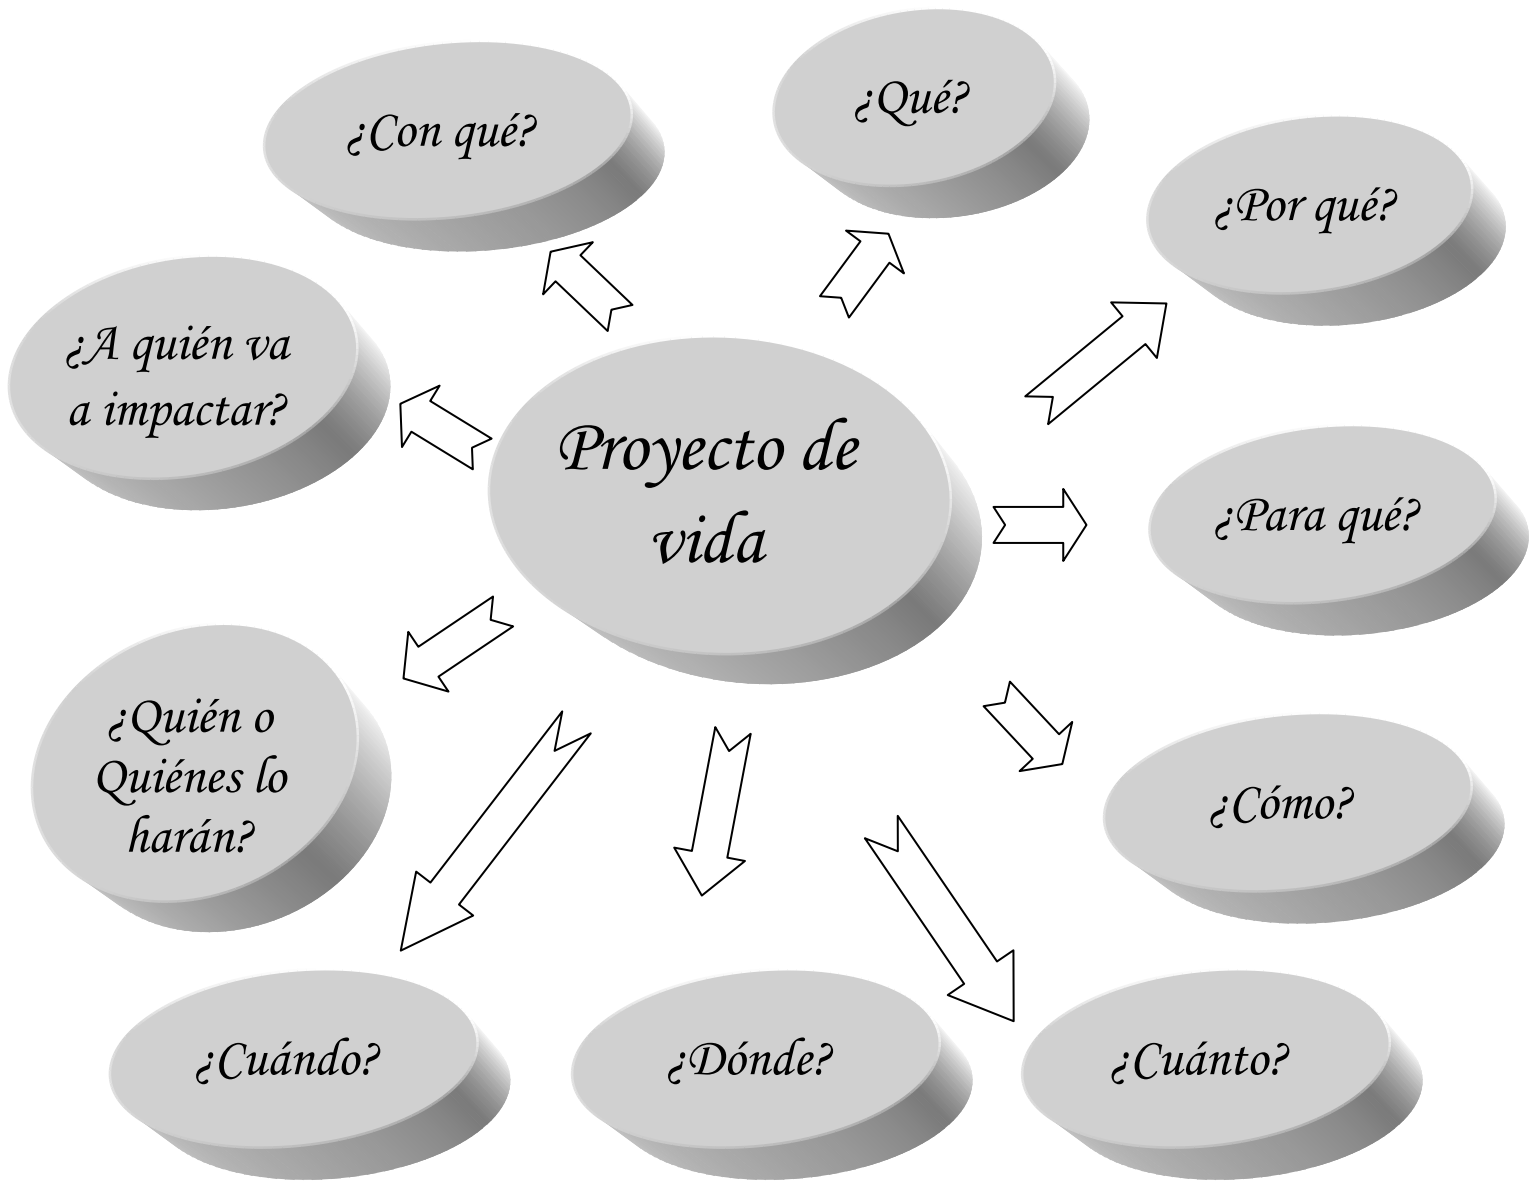 ¿Con qué?
¿Qué?
¿Por qué?
¿A quién va
a impactar?
Proyecto de
vida
¿Para qué?
¿Quién o
Quiénes lo
harán?
¿Cómo?
¿Cuándo?
¿Dónde?
¿Cuánto?